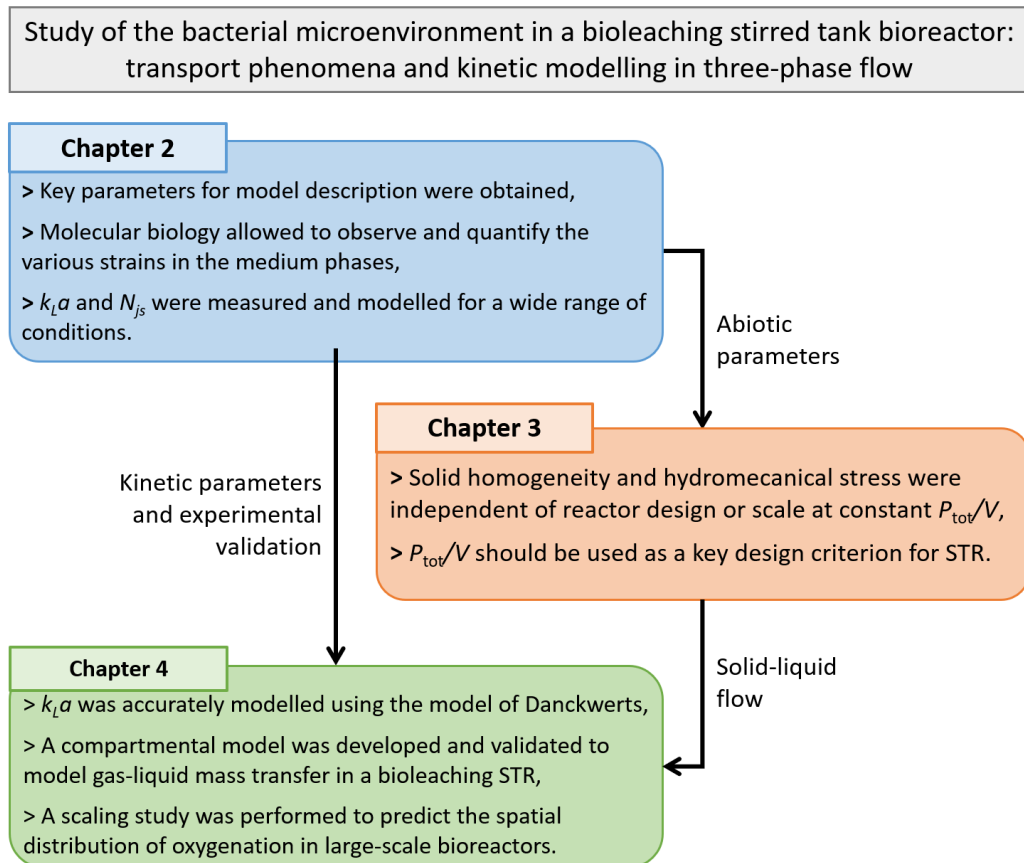 Study of the bacterial microenvironment in a bioleaching stirred tank bioreactor:
transport phenomena and kinetic modelling in three-phase flow
Chapter 2
> Key parameters for model description were obtained,
> Molecular biology allowed to observe and quantify the
various strains in the medium phases,
> kLa and Njs were measured and modelled for a wide range of
conditions.
Abiotic
parameters
Chapter 3
> Solid homogeneity and hydromecanical stress were
independent of reactor design or scale at constant Ptot/V,
> Ptot/V should be used as a key design criterion for STR.
Kinetic parameters
and experimental
validation
Solid-liquid
flow
Chapter 4
> kLa was accurately modelled using the model of Danckwerts,
> A compartmental model was developed and validated to
model gas-liquid mass transfer in a bioleaching STR,
> A scaling study was performed to predict the spatial
distribution of oxygenation in large-scale bioreactors.